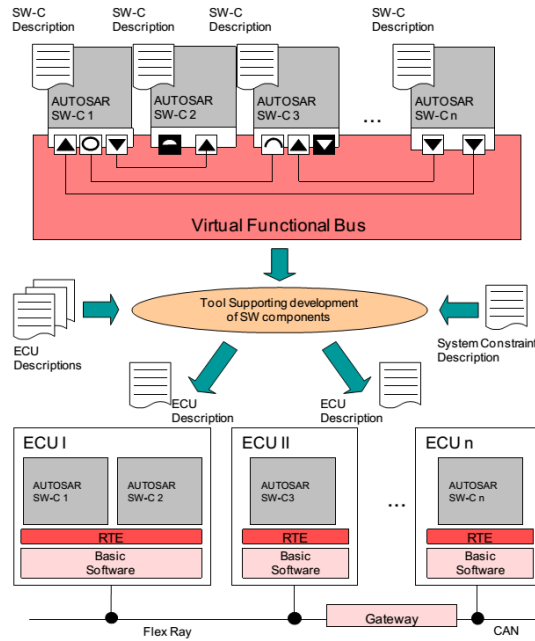 SW-C
Description
SW-C
Description
SW-C
Description
SW-C
Description
AUTOSAR
SW-C 1
AUTOSAR
SW-C 2
AUTOSAR
SW-C 3
...
AUTOSAR
SW-C n
Virtual Functional Bus
Tool Supporting development
of SW components
ECU
Descriptions
System Constraint
Description
ECU
Description
ECU
Description
ECU I
AUTOSAR
SW-C 1
AUTOSAR
SW-C 2
RTE
Basic
Software
ECU II
AUTOSAR
SW-C3
RTE
Basic
Software
...
ECU n
AUTOSAR
SW-C n
RTE
Basic
Software
Flex Ray
Gateway
CAN